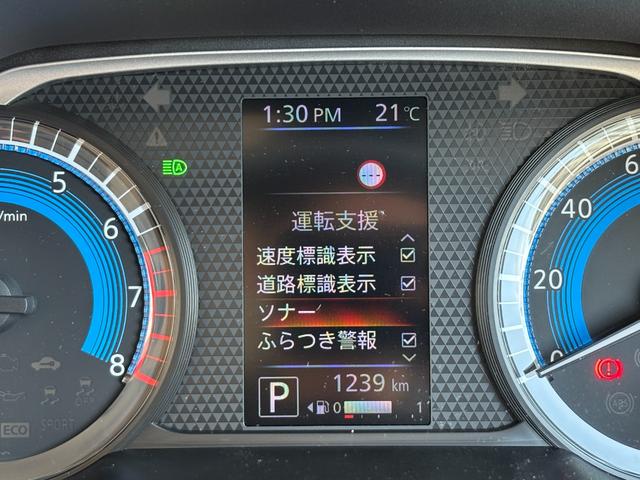 1:30 PM 21℃
運転支援
速度標識表示
道路標識表示
ソナー
ふらつき警報
P
1239 km
0 1
/min
5
6
7
8
ECO SPORT
40
20
0
ABS